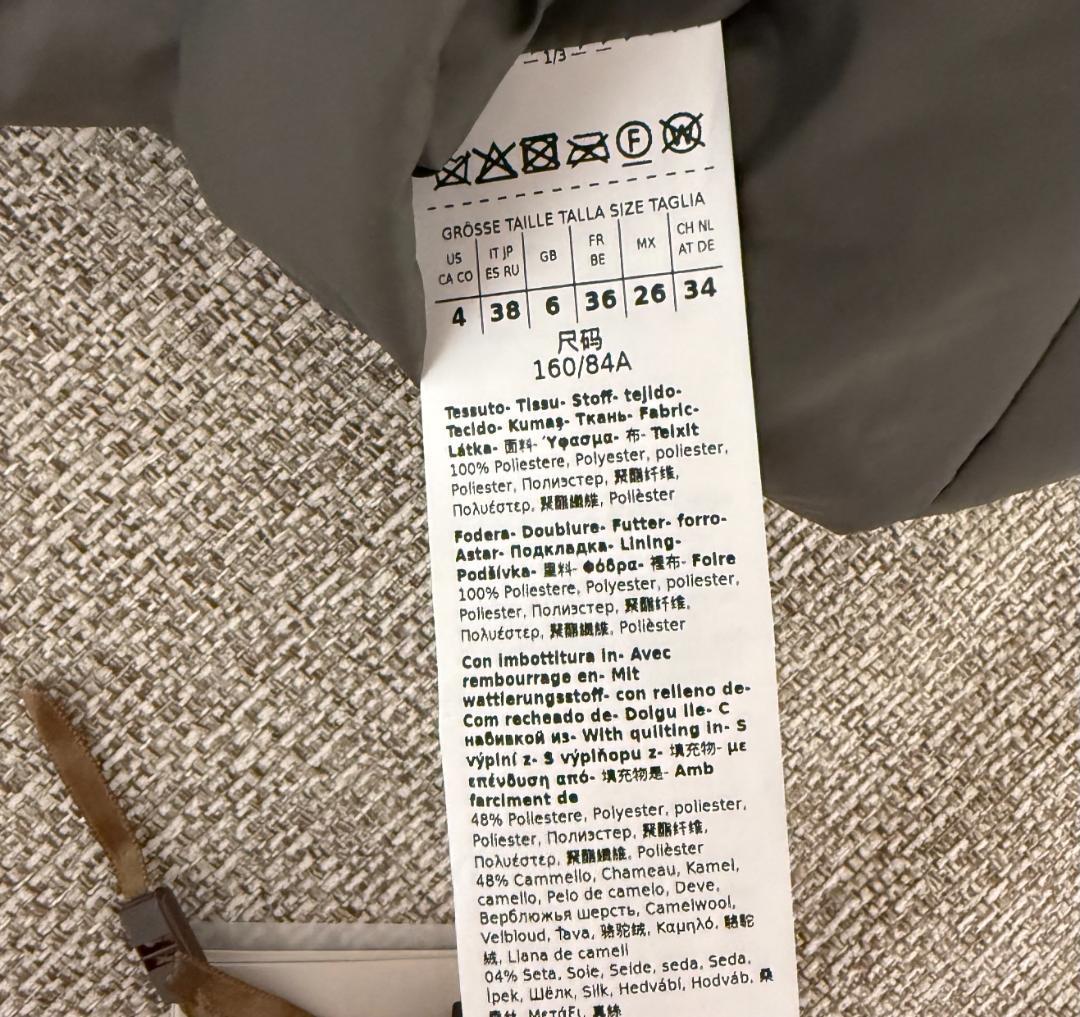 1/3
F W
GRÖSSE TAILLE TALLA SIZE TAGLIA
US CA CO IT JP ES RU GB FR BE MX CH NL AT DE
4 38 6 36 26 34
尺码
160/84A
Tessuto- Tissu- Stoff- tejido-
Tecido- Kumaş- Ткань- Fabric-
Látka- 面料- Ύφασμα- 布- Teixit
100% Poliestere, Polyester, poliester,
Poliester, Полиэстер, 聚酯纤维,
Πολυέστερ, 聚酯纖維, Polièster
Fodera- Doublure- Futter- forro-
Astar- Подкладка- Lining-
Podšívka- 里料- Φόδρα- 裡布- Foire
100% Poliestere, Polyester, poliester,
Poliester, Полиэстер, 聚酯纤维,
Πολυέστερ, 聚酯纖維, Polièster
Con imbottitura in- Avec
rembourrage en- Mit
wattierungsstoff- con relleno de-
Com recheado de- Dolgu ile- C
набивкой из- With quilting in- S
výplní z- S výplňopu z- 填充物- με
επένδυση από- 填充物是- Amb
farciment de
48% Poliestere, Polyester, poliester,
Poliester, Полиэстер, 聚酯纤维,
Πολυέστερ, 聚酯纖維, Polièster
48% Cammello, Chameau, Kamel,
camello, Pelo de camelo, Deve,
Верблюжья шерсть, Camelwool,
Velbloud, Ťava, 骆驼绒, Καμηλό, 駱駝
絨, Llana de camell
04% Seta, Soie, Seide, seda, Seda,
İpek, Шёлк, Silk, Hedvábí, Hodváb, 桑
Μετάξι, 真絲